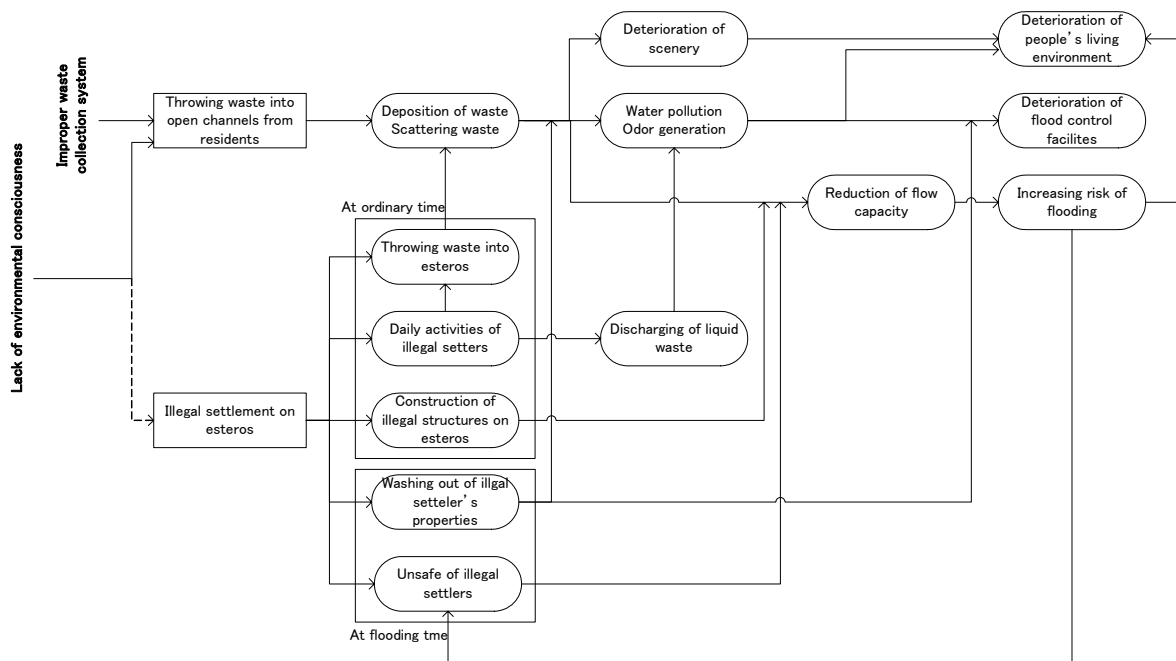 Lack of environmental consciousness
Improper waste
collection system
Throwing waste into
open channels from
residents
Illegal settlement on
esteros
Deposition of waste
Scattering waste
At ordinary time
Throwing waste into
esteros
Daily activities of
illegal setters
Construction of
illegal structures on
esteros
Washing out of illgal
setteler's
properties
Unsafe of illegal
settlers
At flooding tme
Deterioration of
scenery
Water pollution
Odor generation
Discharging of liquid
waste
Reduction of flow
capacity
Deterioration of
people's living
environment
Deterioration of
flood control
facilites
Increasing risk of
flooding